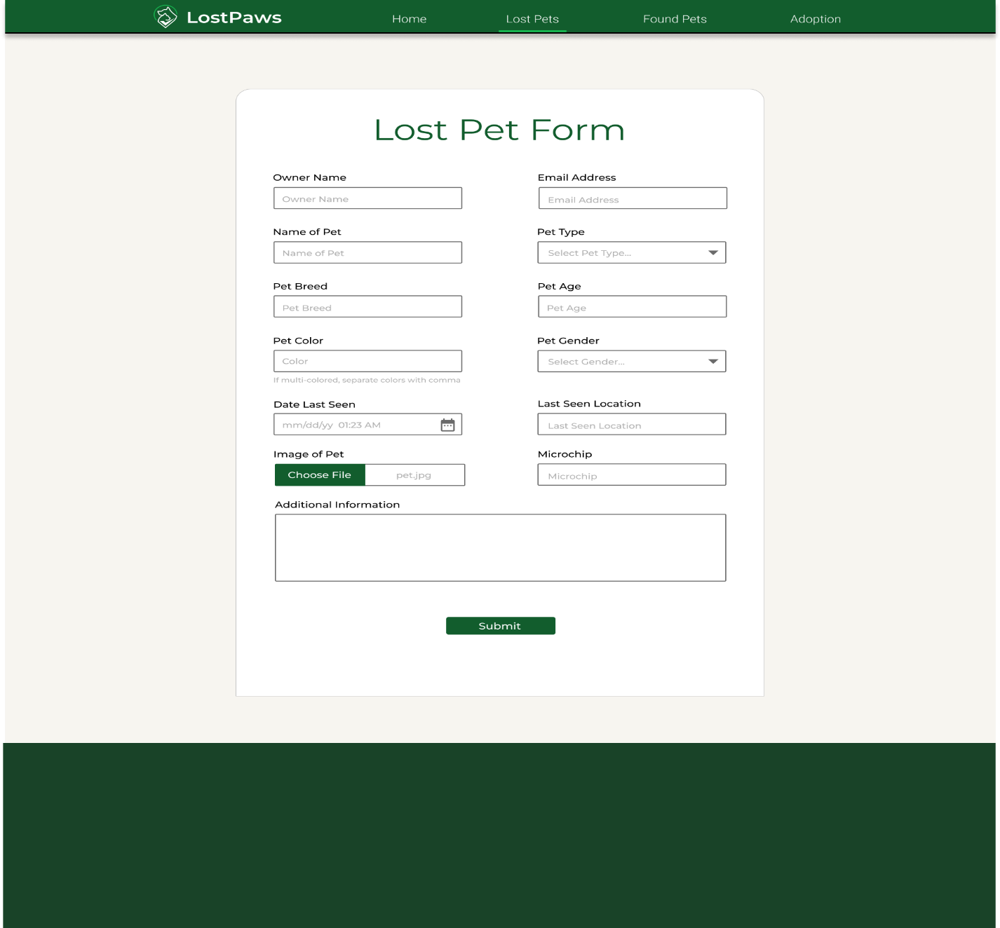 LostPaws
Home
Lost Pets
Found Pets
Adoption
Lost Pet Form
Owner Name
Email Address
Owner Name
Email Address
Name of Pet
Pet Type
Name of Pet
Select Pet Type...
Pet Breed
Pet Age
Pet Breed
Pet Age
Pet Color
Pet Gender
Color
Select Gender...
If multi-colored, separate colors with comma
Date Last Seen
Last Seen Location
mm/dd/yy 01:23 AM
Last Seen Location
Image of Pet
Microchip
Choose File
pet.jpg
Microchip
Additional Information
Submit